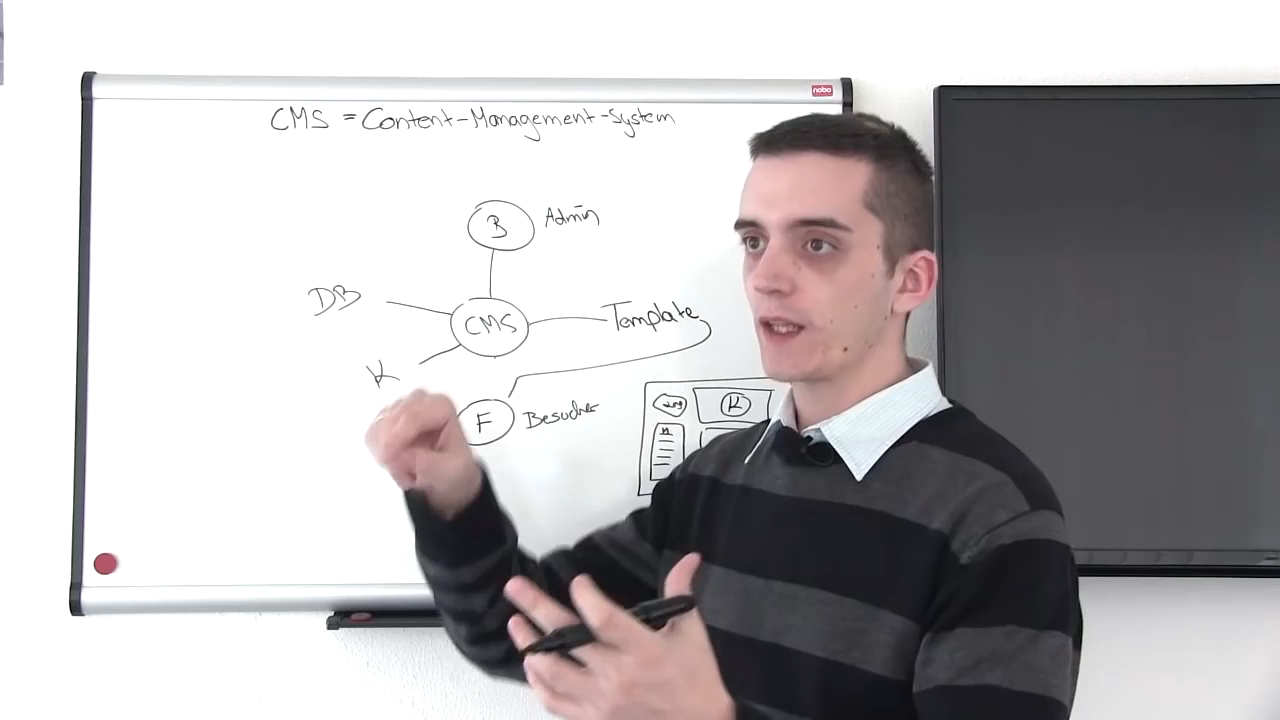 nobo
CMS = Content-Management-System
B Admin
DB
CMS
Template
K
F Besucher
K